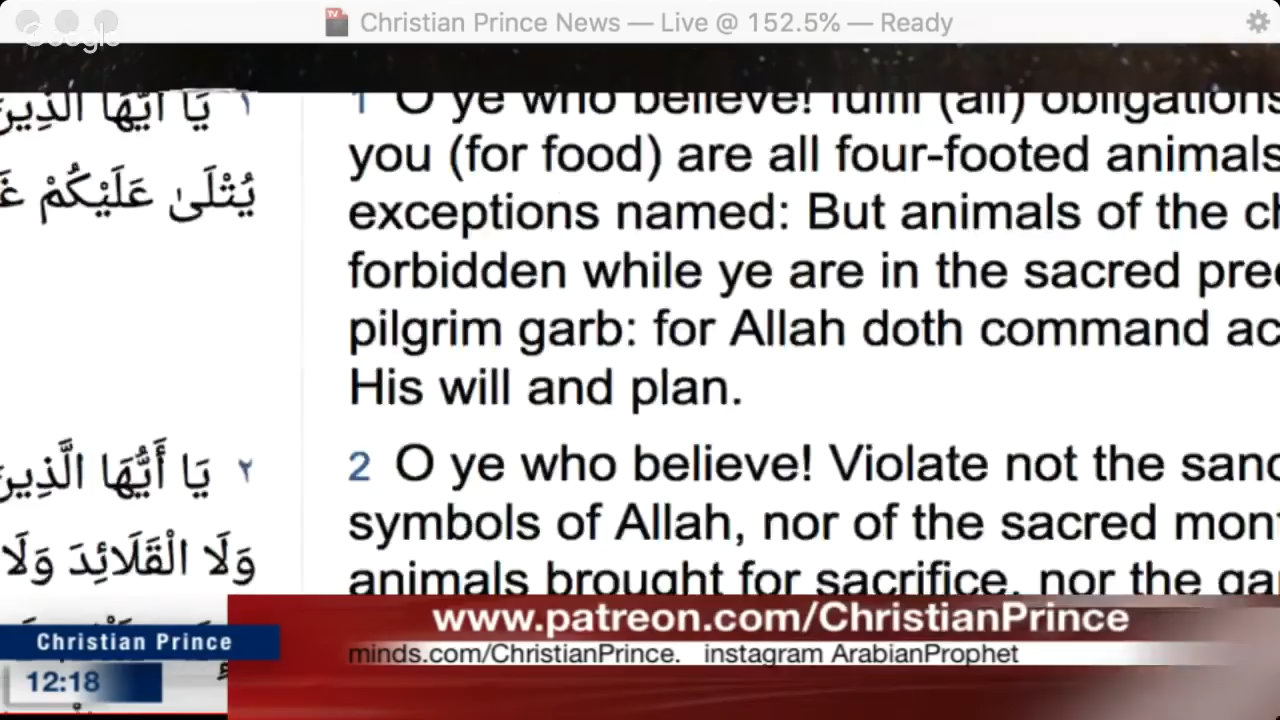 Christian Prince News — Live @ 152.5% — Ready
Google
1 O ye who believe! fulfil (all) obligations
you (for food) are all four-footed animals
exceptions named: But animals of the
forbidden while ye are in the sacred
pilgrim garb: for Allah doth command
His will and plan.
١ يَا أَيُّهَا الَّذِينَ
يُتْلَىٰ عَلَيْكُمْ
2 O ye who believe! Violate not the
symbols of Allah, nor of the sacred
animals brought for sacrifice, nor the
٢ يَا أَيُّهَا الَّذِينَ
وَلَا الْقَلَائِدَ وَلَا
www.patreon.com/ChristianPrince
Christian Prince
minds.com/ChristianPrince. instagram ArabianProphet
12:18